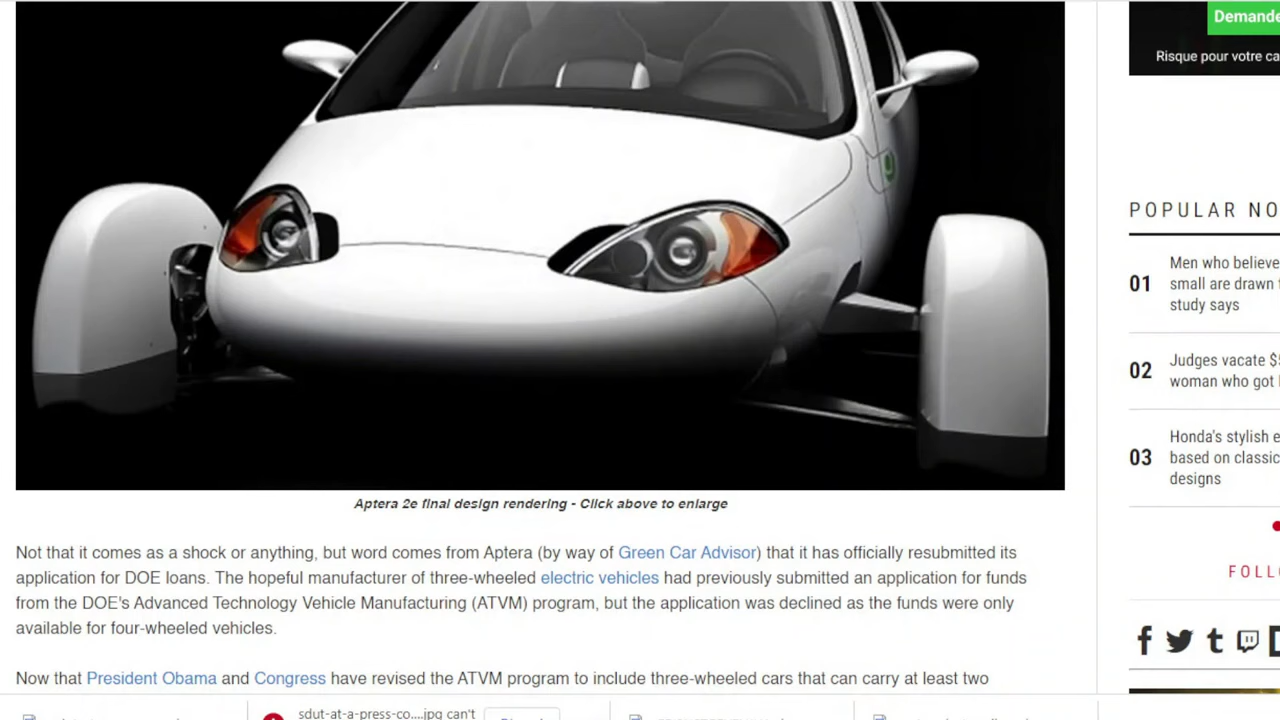 Demande
Risque pour votre ca
POPULAR NO
01
Men who believe
small are drawn
study says
02
Judges vacate $
woman who got
03
Honda's stylish e
based on classic
designs
FOLL
Aptera 2e final design rendering - Click above to enlarge
Not that it comes as a shock or anything, but word comes from Aptera (by way of Green Car Advisor) that it has officially resubmitted its
application for DOE loans. The hopeful manufacturer of three-wheeled electric vehicles had previously submitted an application for funds
from the DOE's Advanced Technology Vehicle Manufacturing (ATVM) program, but the application was declined as the funds were only
available for four-wheeled vehicles.
Now that President Obama and Congress have revised the ATVM program to include three-wheeled cars that can carry at least two
sdut-at-a-press-co....jpg can't